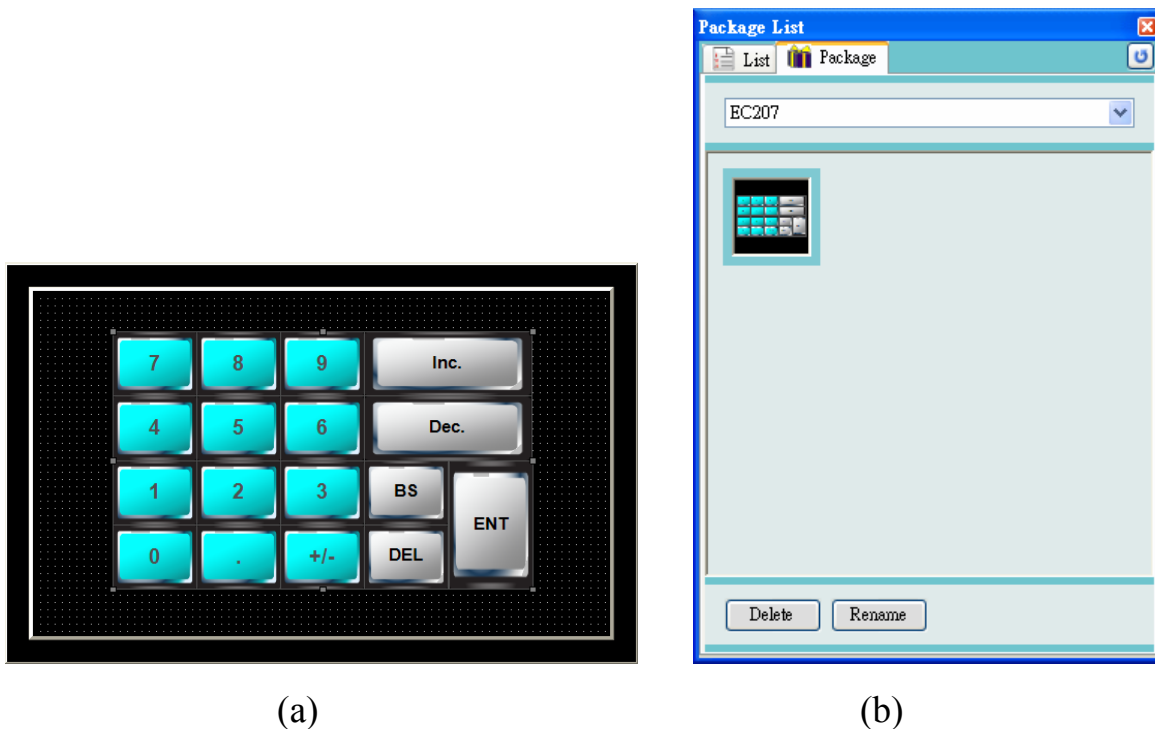 Package List
List Package
EC207
7 8 9 Inc.
4 5 6 Dec.
1 2 3 BS
ENT
0 . +/- DEL
Delete Rename
(a) (b)